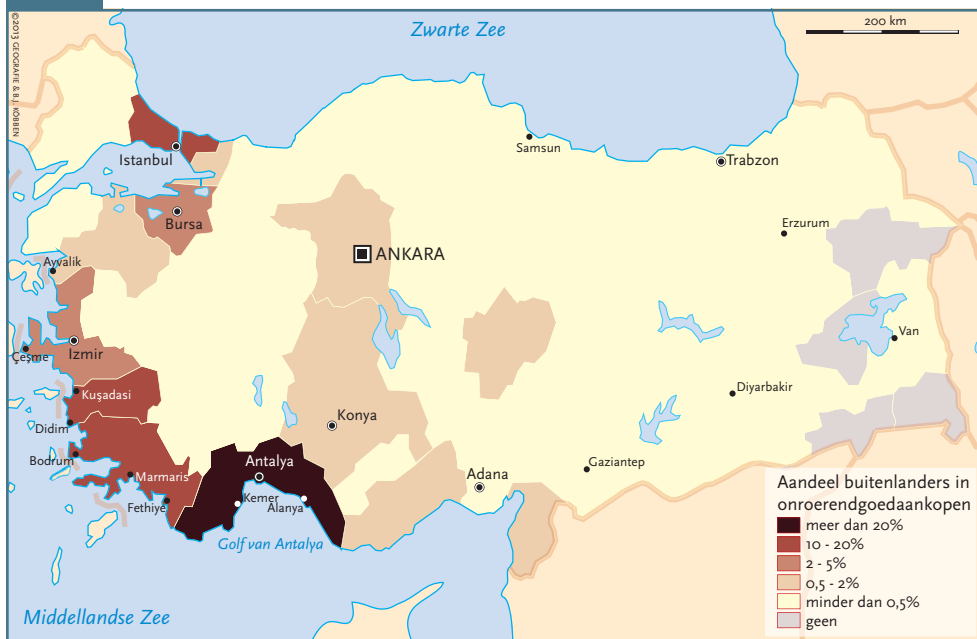 ©2013 GEOGRAFIE & B.J. KÖBBEN
Zwarte Zee
200 km
Istanbul
Samsun
Trabzon
Bursa
Erzurum
ANKARA
Ayvalik
Van
Izmir
Çeşme
Kuşadasi
Diyarbakir
Konya
Didim
Bodrum
Antalya
Gaziantep
Marmaris
Adana
Kemer
Fethiye
Alanya
Golf van Antalya
Middellandse Zee
Aandeel buitenlanders in
onroerendgoedaankopen
meer dan 20%
10 - 20%
2 - 5%
0,5 - 2%
minder dan 0,5%
geen